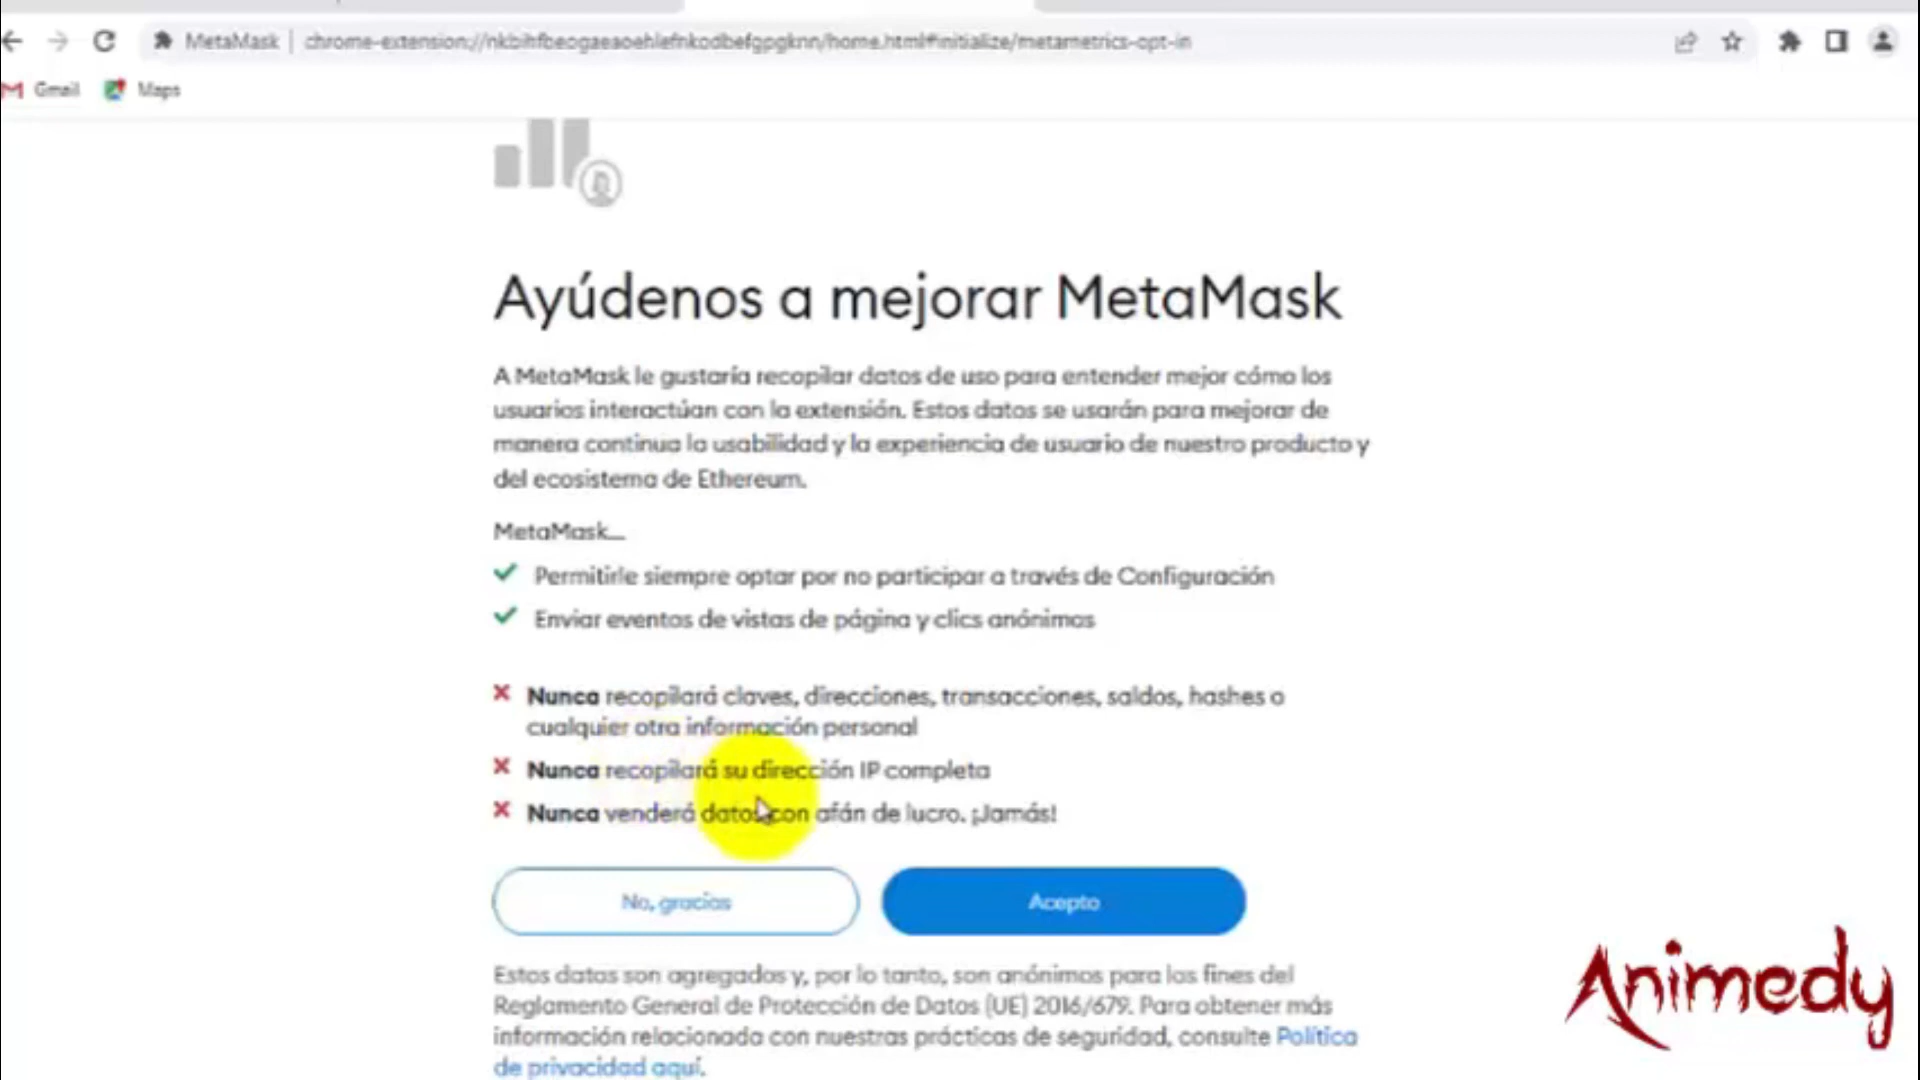 MetaMask | chrome-extension://nkbihfbeogaeaoehlefnkodbefgpgknn/home.html#initialize/metametrics-opt-in
Gmail Maps
Ayúdenos a mejorar MetaMask
A MetaMask le gustaría recopilar datos de uso para entender mejor cómo los
usuarios interactúan con la extensión. Estos datos se usarán para mejorar de
manera continua la usabilidad y la experiencia de usuario de nuestro producto y
del ecosistema de Ethereum.
MetaMask...
Permitirle siempre optar por no participar a través de Configuración
Enviar eventos de vistas de página y clics anónimos
Nunca recopilará claves, direcciones, transacciones, saldos, hashes o
cualquier otra información personal
Nunca recopilará su dirección IP completa
Nunca venderá datos con afán de lucro. ¡Jamás!
No, gracias
Acepto
Estos datos son agregados y, por lo tanto, son anónimos para los fines del
Reglamento General de Protección de Datos (UE) 2016/679. Para obtener más
información relacionada con nuestras prácticas de seguridad, consulte Política
de privacidad aquí.
Animedy